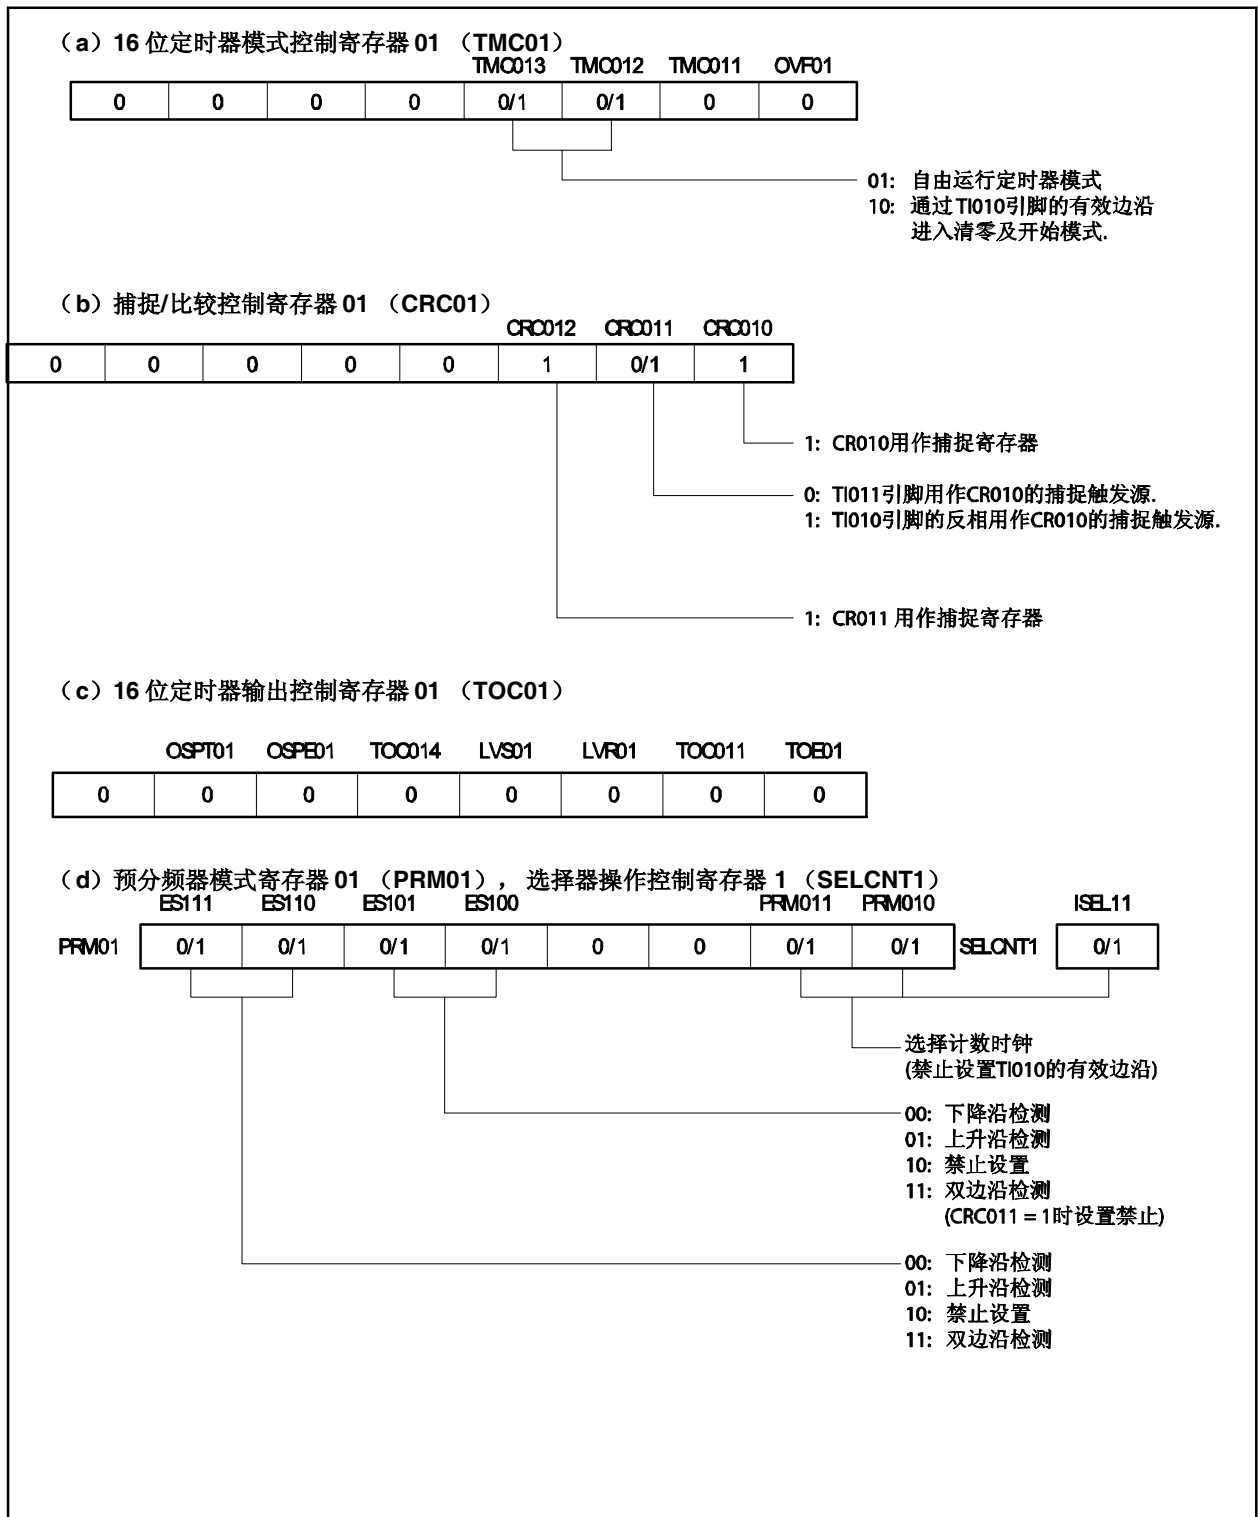 （a）16 位定时器模式控制寄存器 01 （TMC01）
TMC013 TMC012 TMC011 OVF01
0 0 0 0 0/1 0/1 0 0
01: 自由运行定时器模式
10: 通过TI010引脚的有效边沿
进入清零及开始模式.
（b）捕捉/比较控制寄存器 01 （CRC01）
CRC012 CRC011 CRC010
0 0 0 0 0 1 0/1 1
1: CR010用作捕捉寄存器
0: TI011引脚用作CR010的捕捉触发源.
1: TI010引脚的反相用作CR010的捕捉触发源.
1: CR011 用作捕捉寄存器
（c）16 位定时器输出控制寄存器 01 （TOC01）
OSPT01 OSPE01 TOC014 LVS01 LVR01 TOC011 TOE01
0 0 0 0 0 0 0 0
（d）预分频器模式寄存器 01 （PRM01），选择器操作控制寄存器 1 （SELCNT1）
ES111 ES110 ES101 ES100 PRM011 PRM010 ISEL11
PRM01 0/1 0/1 0/1 0/1 0 0 0/1 0/1 SELCNT1 0/1
选择计数时钟
(禁止设置TI010的有效边沿)
00: 下降沿检测
01: 上升沿检测
10: 禁止设置
11: 双边沿检测
(CRC011 = 1时设置禁止)
00: 下降沿检测
01: 上升沿检测
10: 禁止设置
11: 双边沿检测